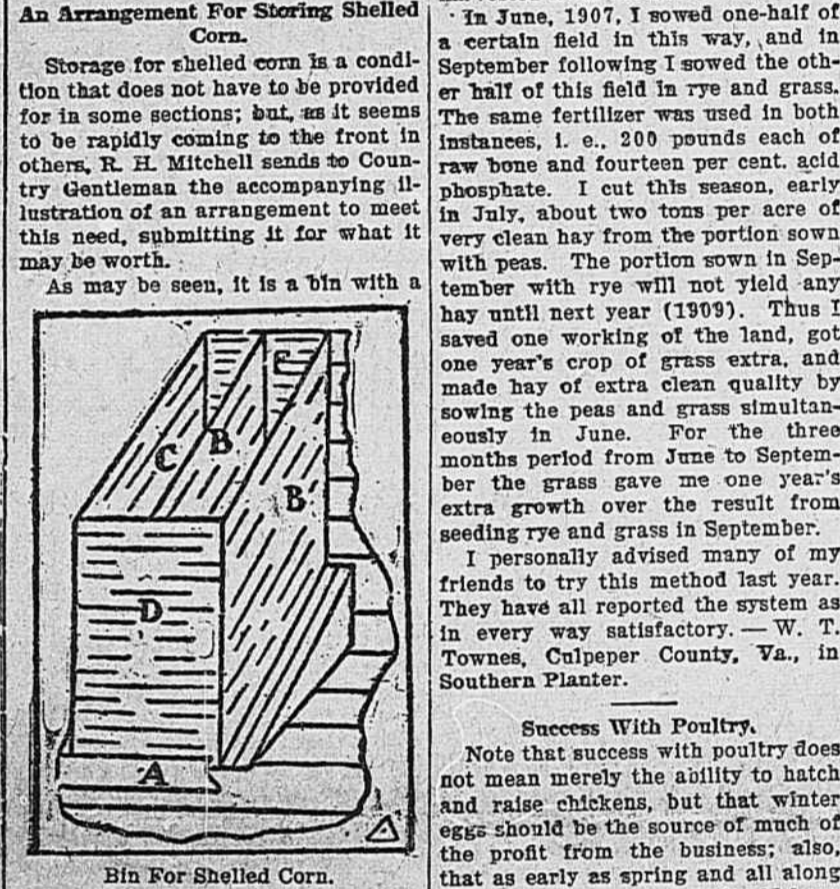 An Arrangement For Storing Shelled
Corn.
Storage for shelled corn is a condi-
tion that does not have to be provided
for in some sections; but, as it seems
to be rapidly coming to the front in
others, R. H. Mitchell sends to Coun-
try Gentleman the accompanying il-
lustration of an arrangement to meet
this need, submitting it for what it
may be worth.
As may be seen, it is a bin with a
C
B
C
B
D
A
Bin For Shelled Corn.
In June, 1907, I sowed one-half of
a certain field in this way, and in
September following I sowed the oth-
er half of this field in rye and grass.
The same fertilizer was used in both
instances, i. e., 200 pounds each of
raw bone and fourteen per cent. acid
phosphate. I cut this season, early
in July, about two tons per acre of
very clean hay from the portion sown
with peas. The portion sown in Sep-
tember with rye will not yield any
hay until next year (1909). Thus I
saved one working of the land, got
one year's crop of grass extra, and
made hay of extra clean quality by
sowing the peas and grass simultan-
eously in June. For the three
months period from June to Septem-
ber the grass gave me one year's
extra growth over the result from
seeding rye and grass in September.
I personally advised many of my
friends to try this method last year.
They have all reported the system as
in every way satisfactory. — W. T.
Townes, Culpeper County, Va., in
Southern Planter.
Success With Poultry.
Note that success with poultry does
not mean merely the ability to hatch
and raise chickens, but that winter
eggs should be the source of much of
the profit from the business; also,
that as early as spring and all along